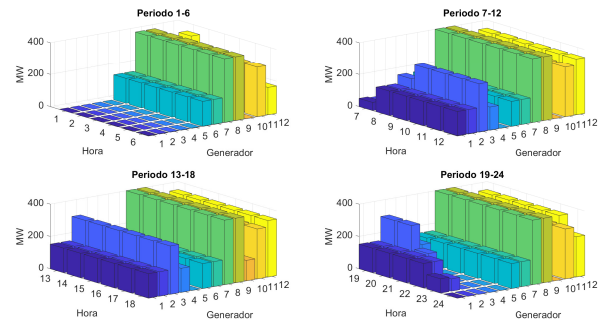 Periodo 1-6
400
200
0
MW
1
2
3
4
5
6
Hora
1 2 3 4 5 6 7 8 9 10 11 12
Generador
Periodo 7-12
400
200
0
MW
7
8
9
10
11
12
Hora
1 2 3 4 5 6 7 8 9 10 11 12
Generador
Periodo 13-18
400
200
0
MW
13
14
15
16
17
18
Hora
1 2 3 4 5 6 7 8 9 10 11 12
Generador
Periodo 19-24
400
200
0
MW
19
20
21
22
23
24
Hora
1 2 3 4 5 6 7 8 9 10 11 12
Generador